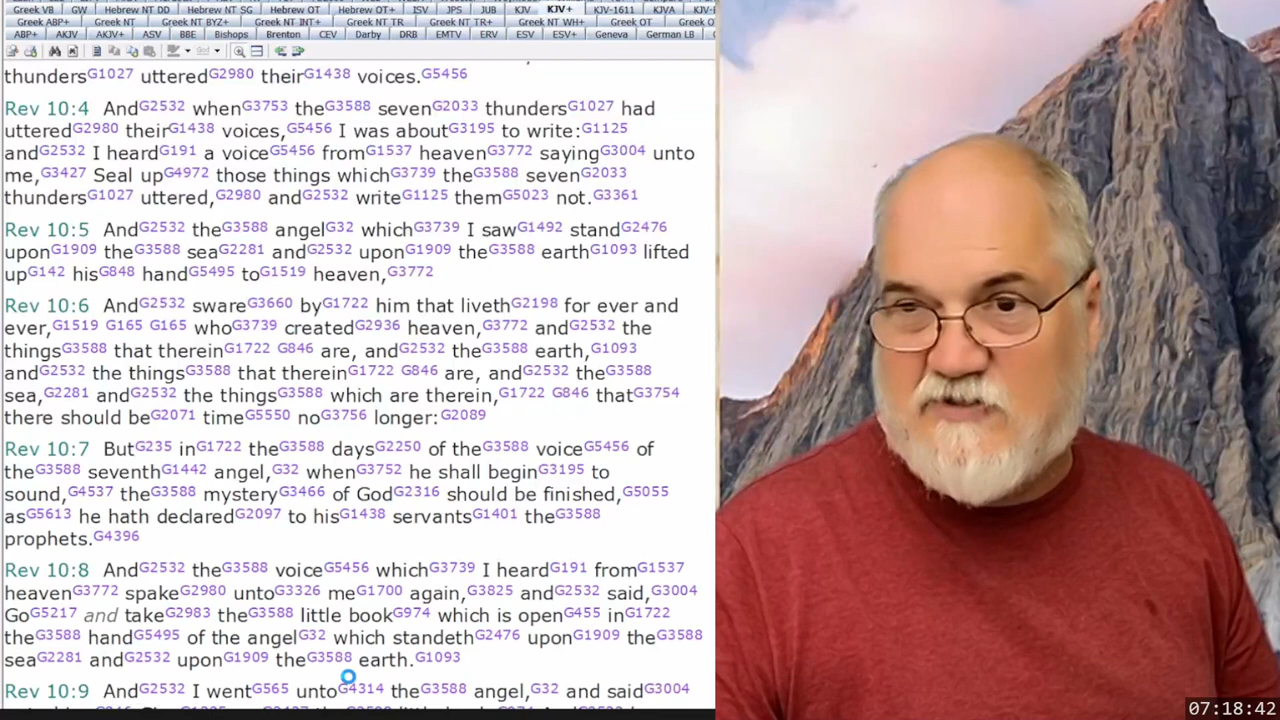 Greek VB GW Hebrew NT DD Hebrew NT SG Hebrew OT Hebrew OT+ ISV JPS JUB KJV KJV+ KJV-1611 KJVA KJV-
Greek ABP+ Greek NT Greek NT BYZ+ Greek NT INT+ Greek NT TR Greek NT TR+ Greek NT WH+ Greek OT Greek O
ABP+ AKJV AKJV+ ASV BBE Bishops Brenton CEV Darby DRB EMTV ERV ESV ESV+ Geneva German LB
thundersG1027 utteredG2980 theirG1438 voices.G5456
Rev 10:4 AndG2532 whenG3753 theG3588 sevenG2033 thundersG1027 had
utteredG2980 theirG1438 voices,G5456 I was aboutG3195 to write:G1125
andG2532 I heardG191 a voiceG5456 fromG1537 heavenG3772 sayingG3004 unto
me,G3427 Seal upG4972 those things whichG3739 theG3588 sevenG2033
thundersG1027 uttered,G2980 andG2532 writeG1125 themG5023 not.G3361
Rev 10:5 AndG2532 theG3588 angelG32 whichG3739 I sawG1492 standG2476
uponG1909 theG3588 seaG2281 andG2532 uponG1909 theG3588 earthG1093 lifted
upG142 hisG848 handG5495 toG1519 heaven,G3772
Rev 10:6 AndG2532 swareG3660 byG1722 him that livethG2198 for ever and
ever,G1519 G165 G165 whoG3739 createdG2936 heaven,G3772 andG2532 the
thingsG3588 that thereinG1722 G846 are, andG2532 theG3588 earth,G1093
andG2532 the thingsG3588 that thereinG1722 G846 are, andG2532 theG3588
sea,G2281 andG2532 the thingsG3588 which are therein,G1722 G846 thatG3754
there should beG2071 timeG5550 noG3756 longer:G2089
Rev 10:7 ButG235 inG1722 theG3588 daysG2250 of theG3588 voiceG5456 of
theG3588 seventhG1442 angel,G32 whenG3752 he shall beginG3195 to
sound,G4537 theG3588 mysteryG3466 of GodG2316 should be finished,G5055
asG5613 he hath declaredG2097 to hisG1438 servantsG1401 theG3588
prophets.G4396
Rev 10:8 AndG2532 theG3588 voiceG5456 whichG3739 I heardG191 fromG1537
heavenG3772 spakeG2980 untoG3326 meG1700 again,G3825 andG2532 said,G3004
GoG5217 and takeG2983 theG3588 little bookG974 which is openG455 inG1722
theG3588 handG5495 of the angelG32 which standethG2476 uponG1909 theG3588
seaG2281 andG2532 uponG1909 theG3588 earth.G1093
Rev 10:9 AndG2532 I wentG565 untoG4314 theG3588 angel,G32 and saidG3004
07:18:42